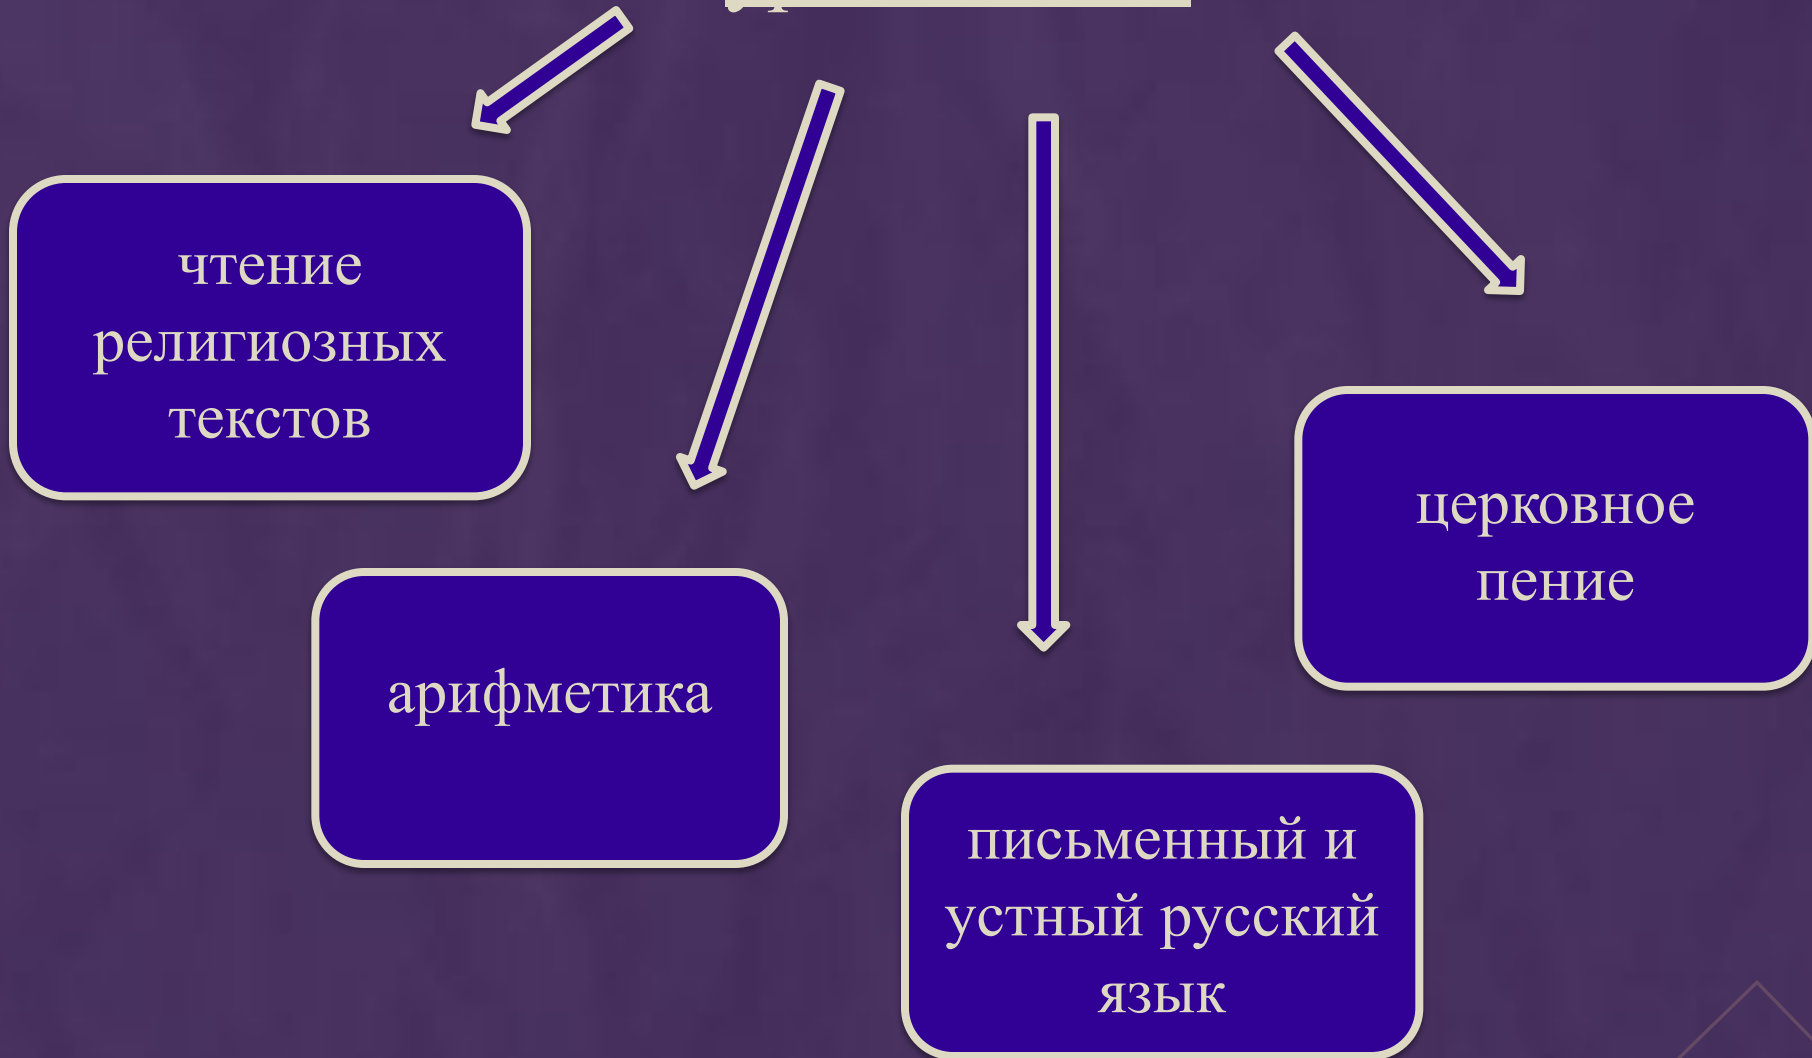 чтение
религиозных
текстов
арифметика
письменный и
устный русский
язык
церковное
пение